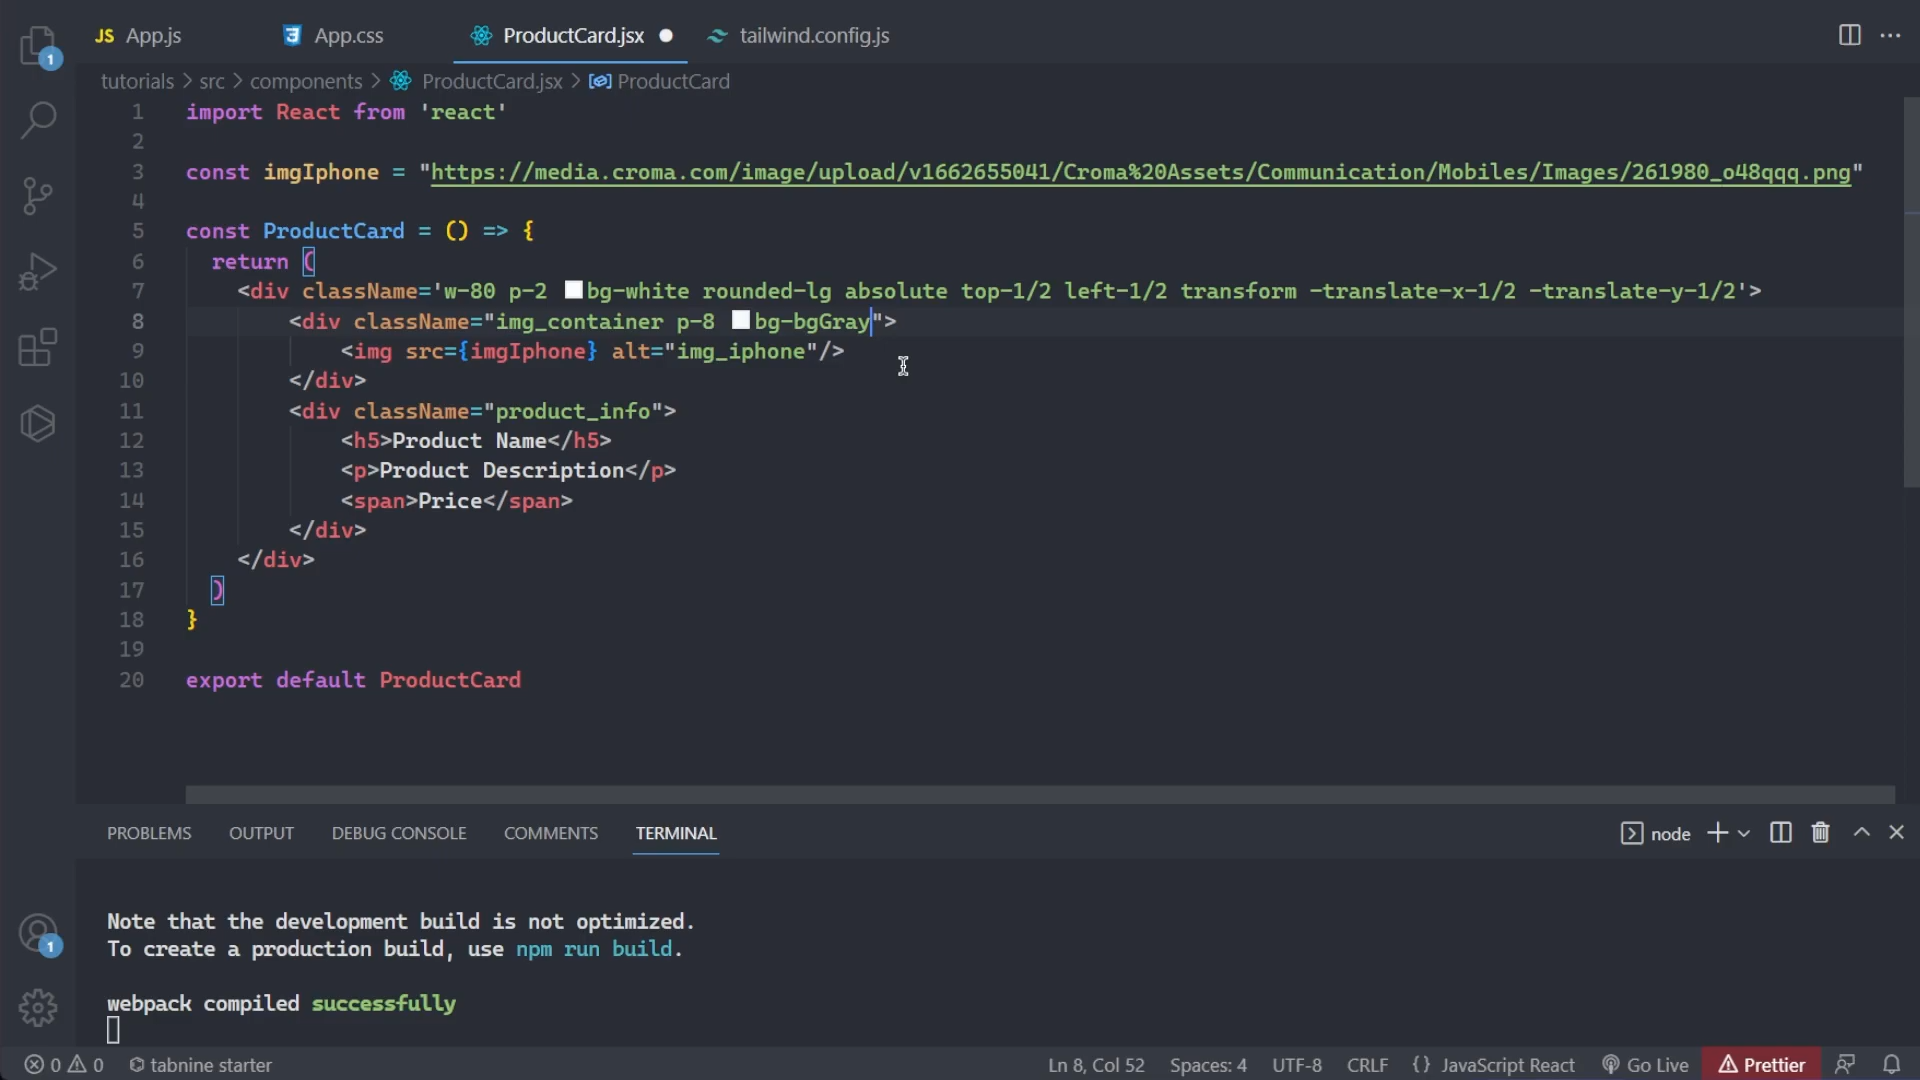 JS App.js App.css ProductCard.jsx tailwind.config.js
tutorials > src > components > ProductCard.jsx > ProductCard
1 import React from 'react'
2
3 const imgIphone = "https://media.croma.com/image/upload/v1662655041/Croma%20Assets/Communication/Mobiles/Images/261980_o48qqq.png"
4
5 const ProductCard = () => {
6 return (
7 <div className='w-80 p-2 bg-white rounded-lg absolute top-1/2 left-1/2 transform -translate-x-1/2 -translate-y-1/2'>
8 <div className="img_container p-8 bg-bgGray">
9 <img src={imgIphone} alt="img_iphone"/>
10 </div>
11 <div className="product_info">
12 <h5>Product Name</h5>
13 <p>Product Description</p>
14 <span>Price</span>
15 </div>
16 </div>
17 )
18 }
19
20 export default ProductCard
PROBLEMS OUTPUT DEBUG CONSOLE COMMENTS TERMINAL node
Note that the development build is not optimized.
To create a production build, use npm run build.
webpack compiled successfully
1
1
0 0 tabnine starter Ln 8, Col 52 Spaces: 4 UTF-8 CRLF {} JavaScript React Go Live Prettier